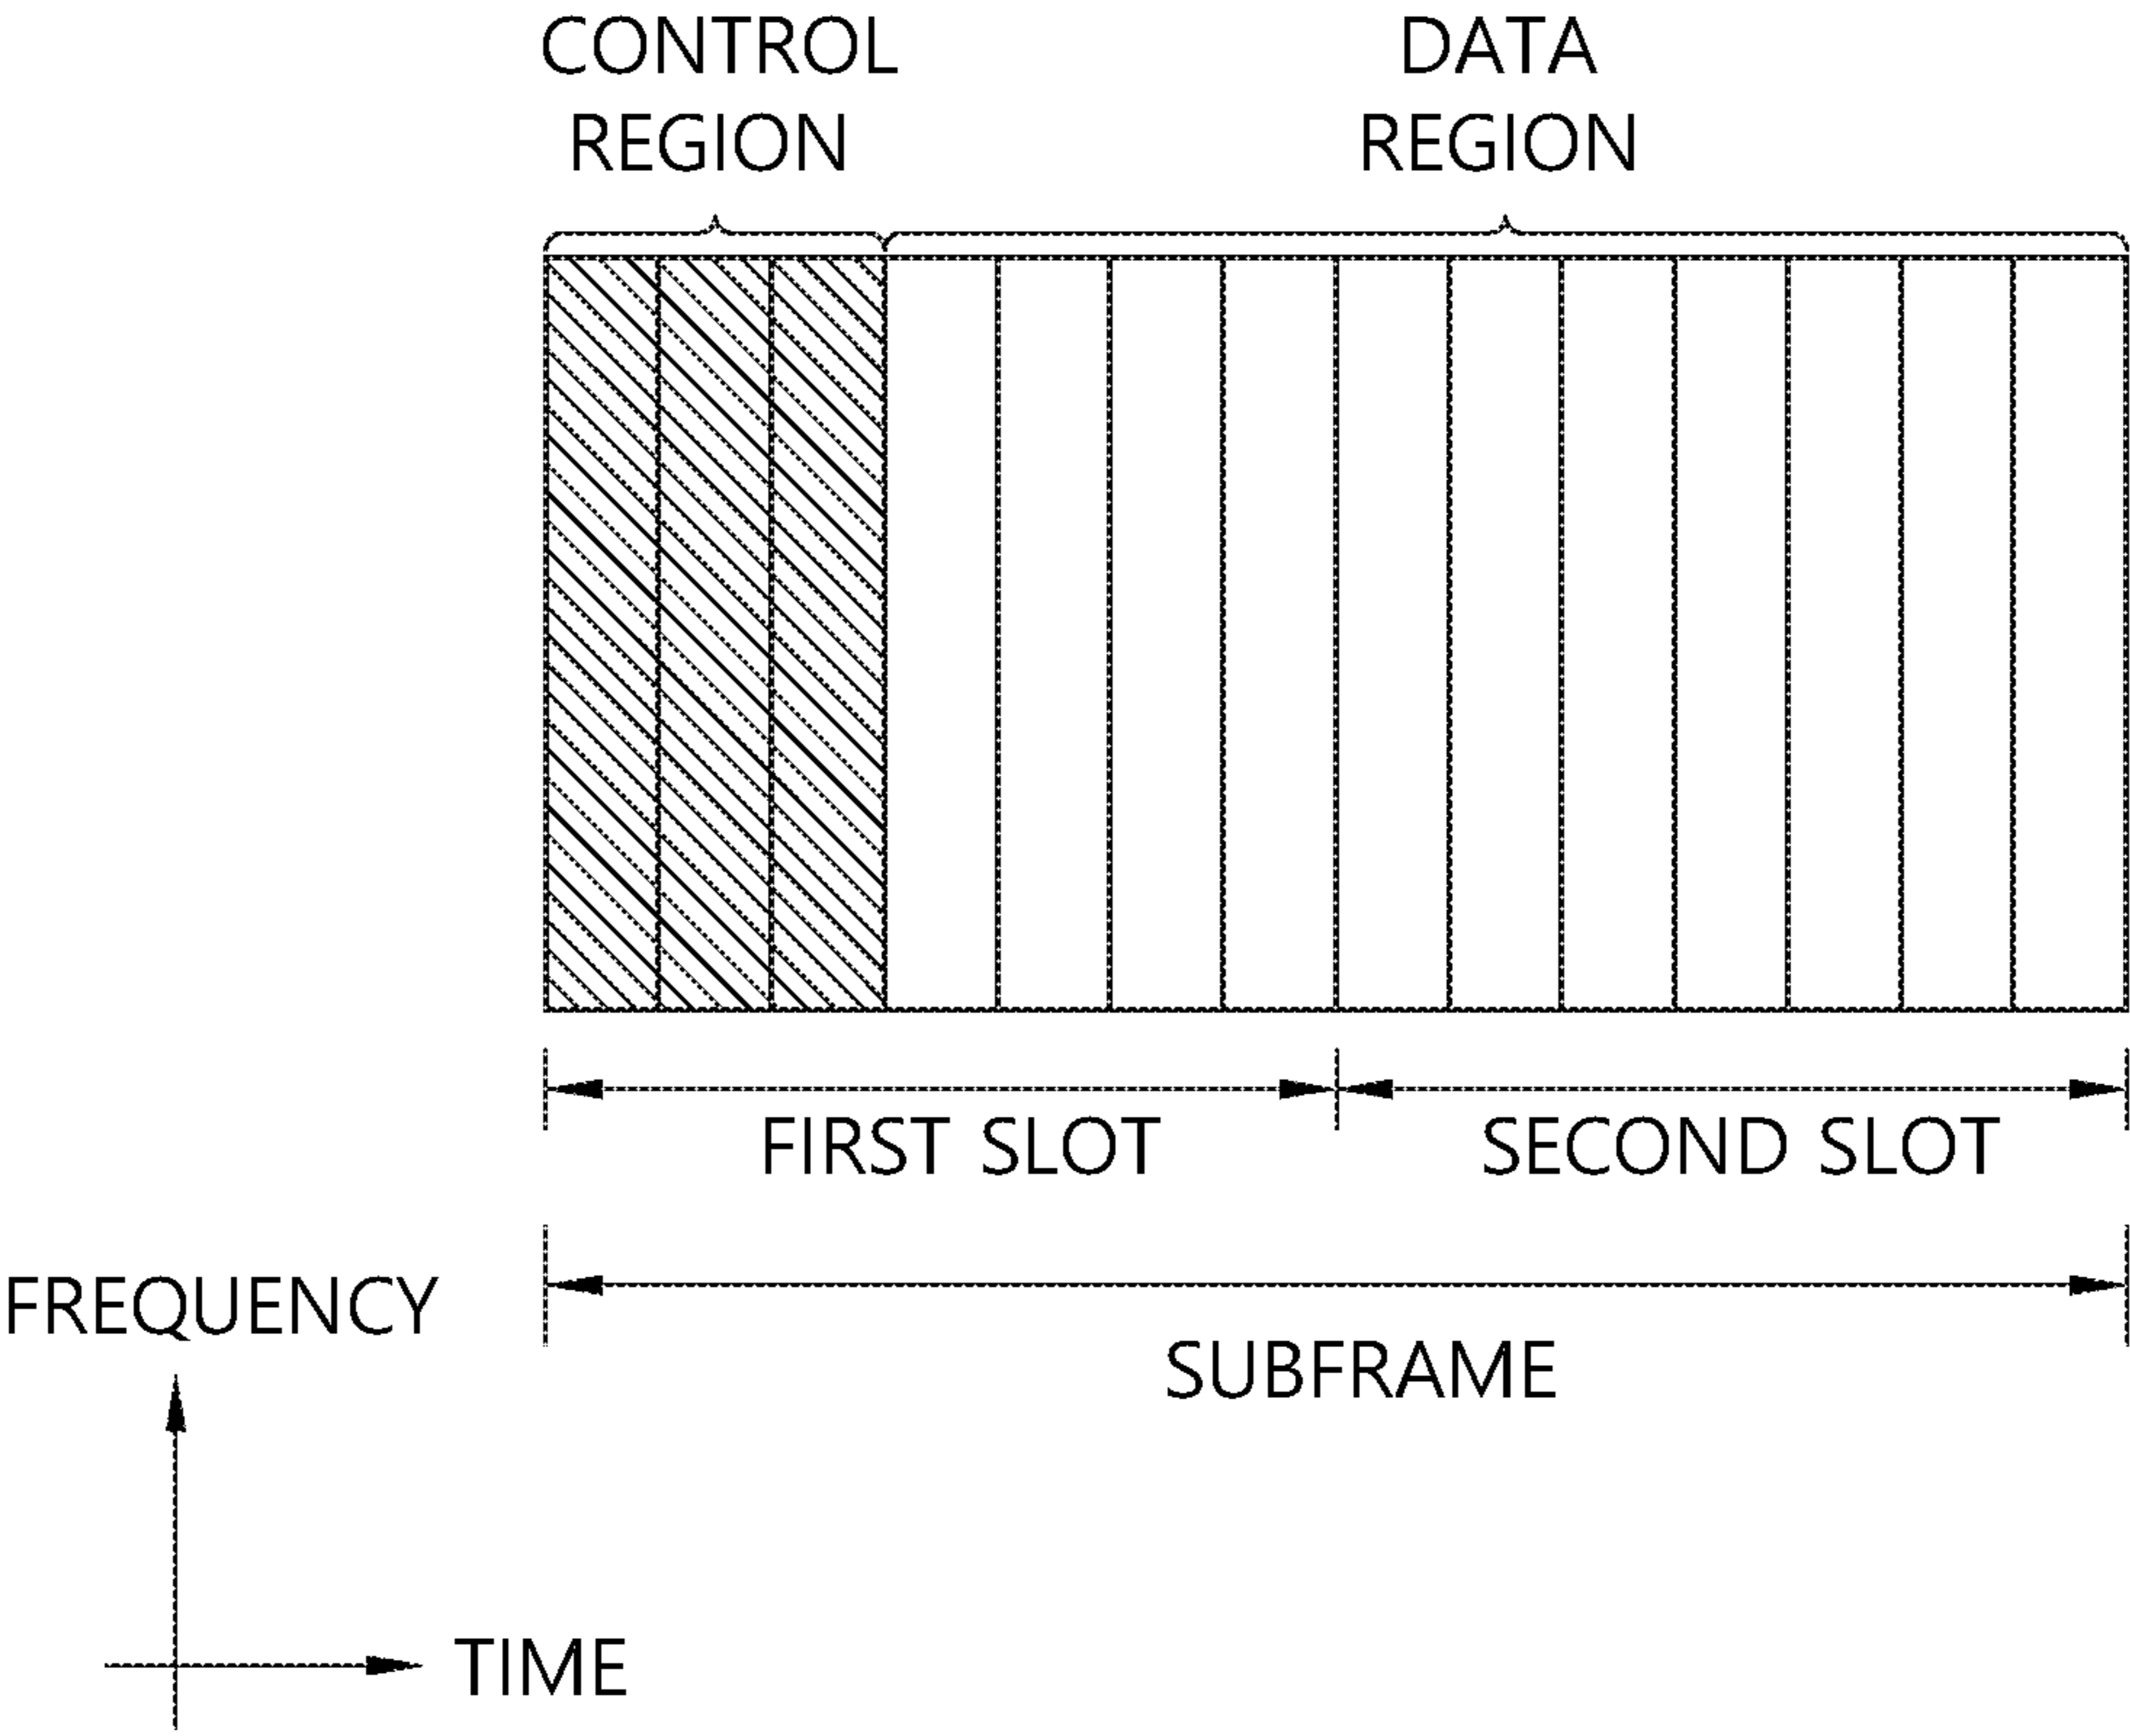 CONTROL
REGION
DATA
REGION
FIRST SLOT
SECOND SLOT
SUBFRAME
FREQUENCY
TIME